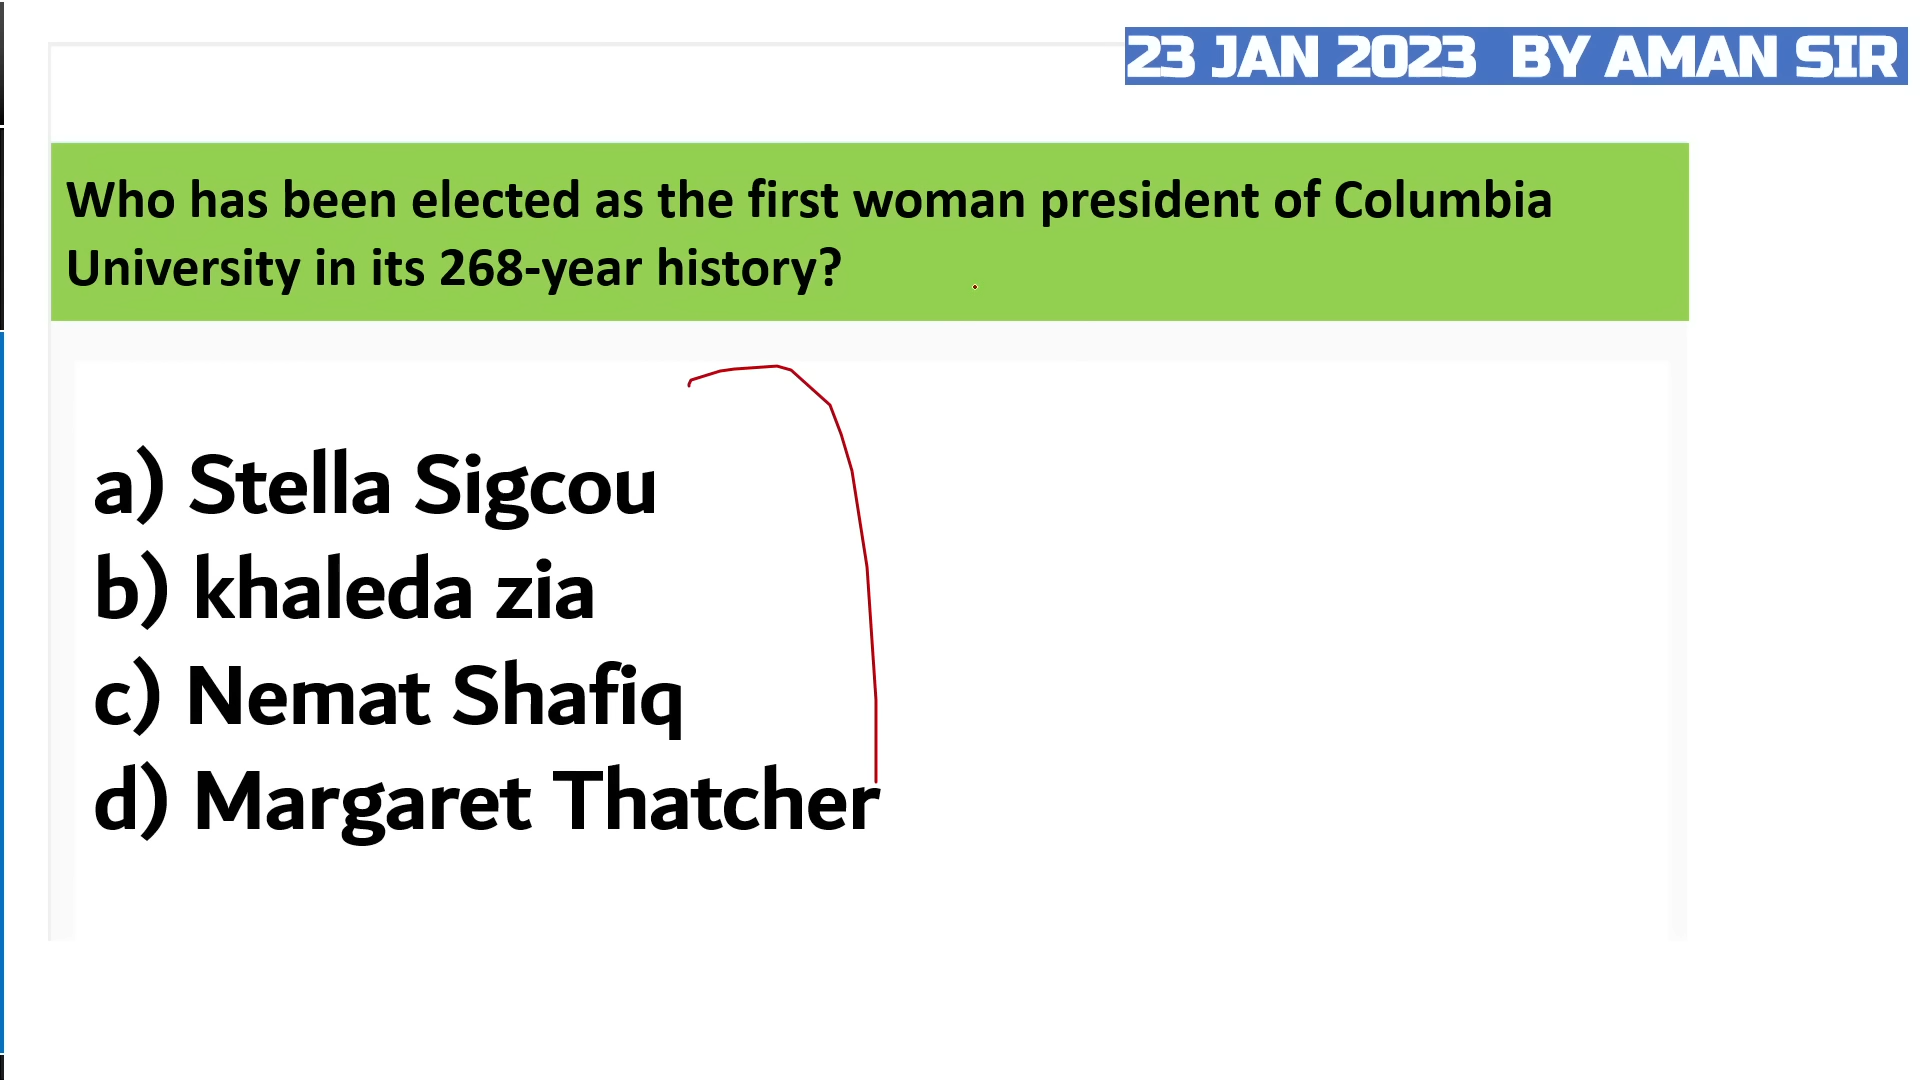 23 JAN 2023 BY AMAN SIR
Who has been elected as the first woman president of Columbia
University in its 268-year history?
a) Stella Sigcou
b) khaleda zia
c) Nemat Shafiq
d) Margaret Thatcher